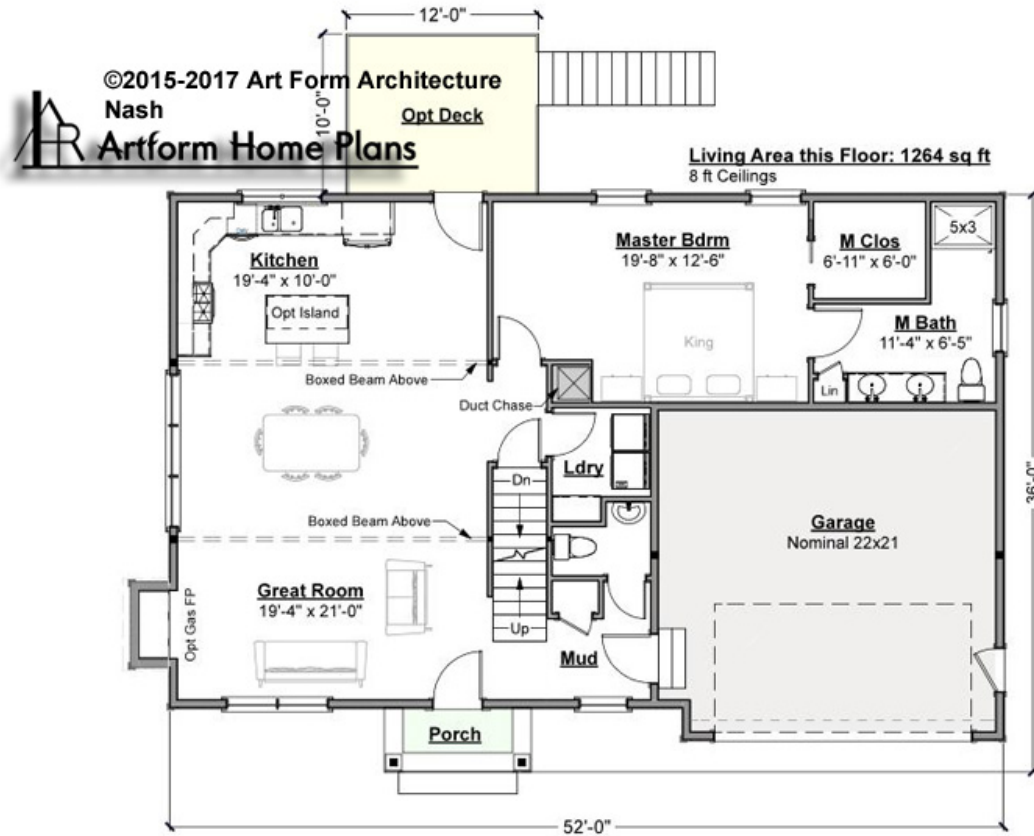 12'-0"
©2015-2017 Art Form Architecture
Nash
Artform Home Plans
10'-0"
Opt Deck
Living Area this Floor: 1264 sq ft
8 ft Ceilings
Kitchen
19'-4" x 10'-0"
Opt Island
Master Bdrm
19'-8" x 12'-6"
King
M Clos
6'-11" x 6'-0"
5x3
M Bath
11'-4" x 6'-5"
Lin
Boxed Beam Above
Duct Chase
Ldry
Dn
Boxed Beam Above
Garage
Nominal 22x21
36'-0"
Great Room
19'-4" x 21'-0"
Opt Gas FP
Up
Mud
Porch
52'-0"